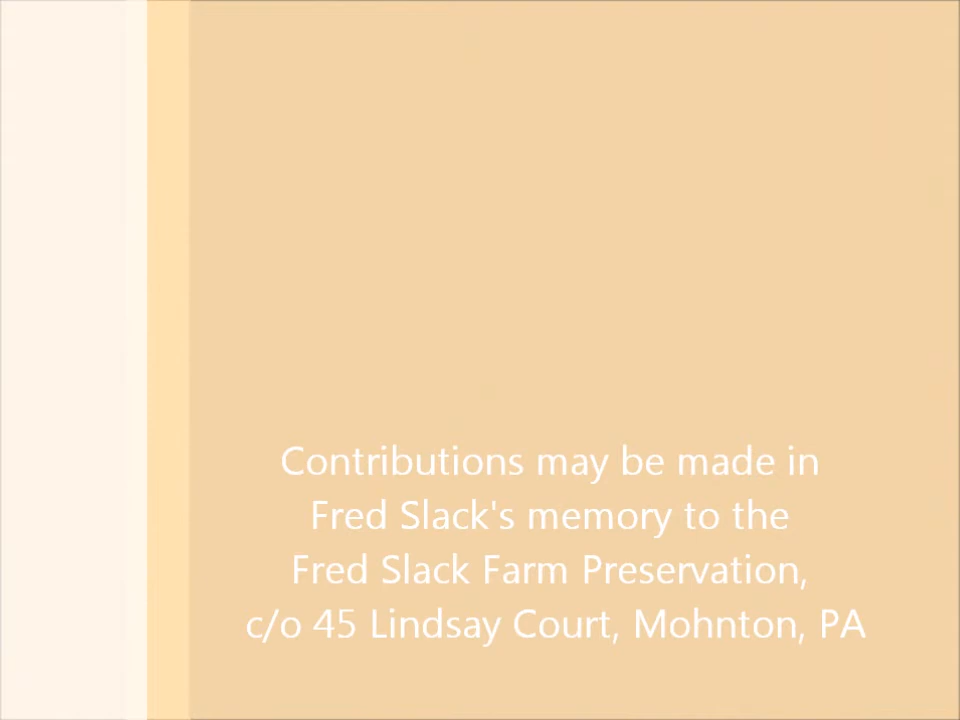 Contributions may be made in
Fred Slack's memory to the
Fred Slack Farm Preservation,
c/o 45 Lindsay Court, Mohnton, PA